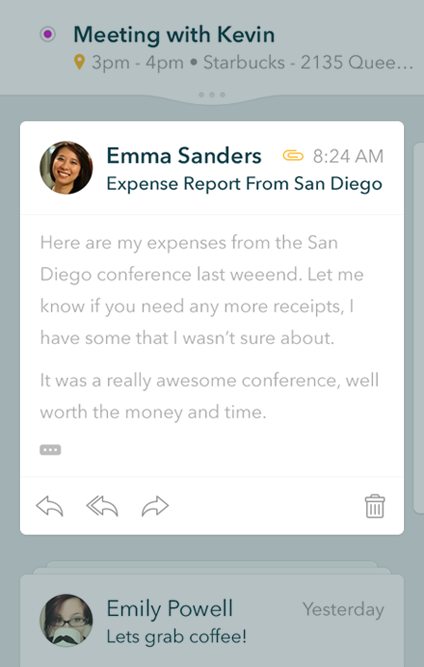 Meeting with Kevin
3pm - 4pm • Starbucks - 2135 Quee...
Emma Sanders 8:24 AM
Expense Report From San Diego
Here are my expenses from the San
Diego conference last weeend. Let me
know if you need any more receipts, I
have some that I wasn't sure about.
It was a really awesome conference, well
worth the money and time.
Emily Powell Yesterday
Lets grab coffee!